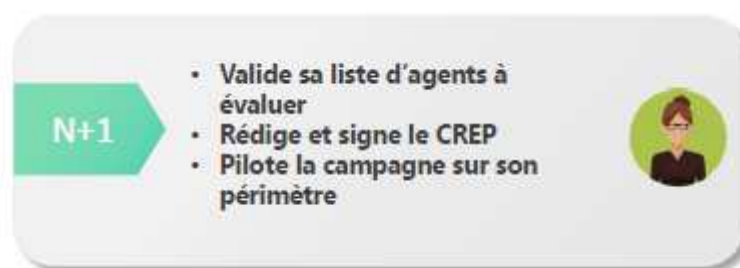 N+1
• Valide sa liste d'agents à
évaluer
• Rédige et signe le CREP
• Pilote la campagne sur son
périmètre